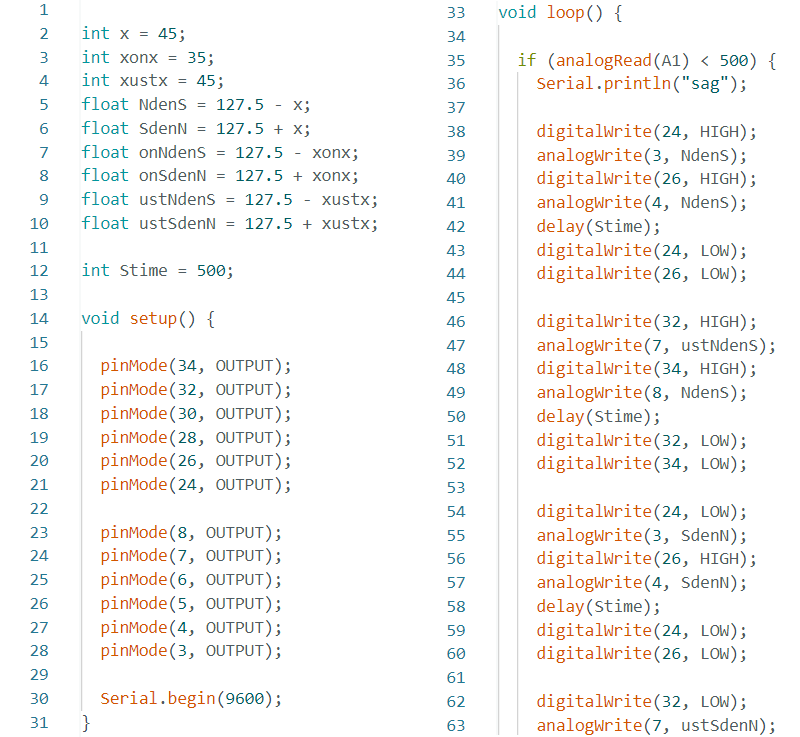 1
2 int x = 45;
3 int xonx = 35;
4 int xustx = 45;
5 float NdenS = 127.5 - x;
6 float SdenN = 127.5 + x;
7 float onNdenS = 127.5 - xonx;
8 float onSdenN = 127.5 + xonx;
9 float ustNdenS = 127.5 - xustx;
10 float ustSdenN = 127.5 + xustx;
11
12 int Stime = 500;
13
14 void setup() {
15
16 pinMode(34, OUTPUT);
17 pinMode(32, OUTPUT);
18 pinMode(30, OUTPUT);
19 pinMode(28, OUTPUT);
20 pinMode(26, OUTPUT);
21 pinMode(24, OUTPUT);
22
23 pinMode(8, OUTPUT);
24 pinMode(7, OUTPUT);
25 pinMode(6, OUTPUT);
26 pinMode(5, OUTPUT);
27 pinMode(4, OUTPUT);
28 pinMode(3, OUTPUT);
29
30 Serial.begin(9600);
31 }
33 void loop() {
34
35 if (analogRead(A1) < 500) {
36 Serial.println("sag");
37
38 digitalWrite(24, HIGH);
39 analogWrite(3, NdenS);
40 digitalWrite(26, HIGH);
41 analogWrite(4, NdenS);
42 delay(Stime);
43 digitalWrite(24, LOW);
44 digitalWrite(26, LOW);
45
46 digitalWrite(32, HIGH);
47 analogWrite(7, ustNdenS);
48 digitalWrite(34, HIGH);
49 analogWrite(8, NdenS);
50 delay(Stime);
51 digitalWrite(32, LOW);
52 digitalWrite(34, LOW);
53
54 digitalWrite(24, LOW);
55 analogWrite(3, SdenN);
56 digitalWrite(26, HIGH);
57 analogWrite(4, SdenN);
58 delay(Stime);
59 digitalWrite(24, LOW);
60 digitalWrite(26, LOW);
61
62 digitalWrite(32, LOW);
63 analogWrite(7, ustSdenN);